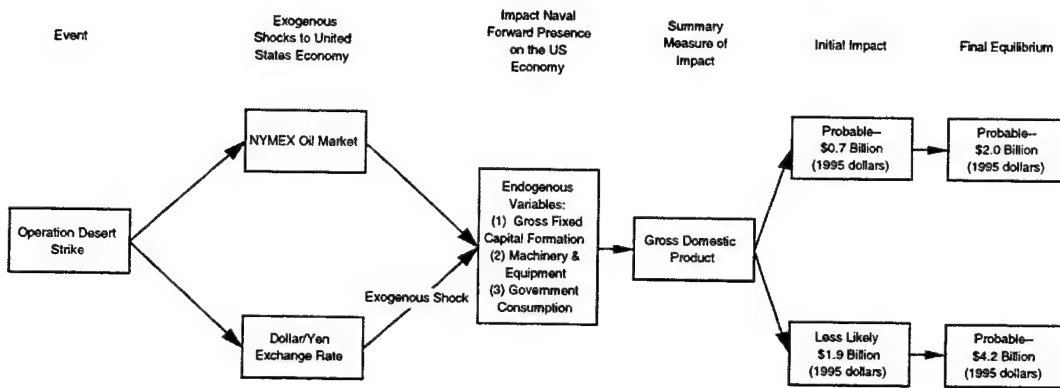 Event
Exogenous
Shocks to United
States Economy
Impact Naval
Forward Presence
on the US
Economy
Summary
Measure of
Impact
Initial Impact
Final Equilibrium
Operation Desert
Strike
NYMEX Oil Market
Dollar/Yen
Exchange Rate
Exogenous Shock
Endogenous
Variables:
(1) Gross Fixed
Capital Formation
(2) Machinery &
Equipment
(3) Government
Consumption
Gross Domestic
Product
Probable--
$0.7 Billion
(1995 dollars)
Probable--
$2.0 Billion
(1995 dollars)
Less Likely
$1.9 Billion
(1995 dollars)
Probable--
$4.2 Billion
(1995 dollars)